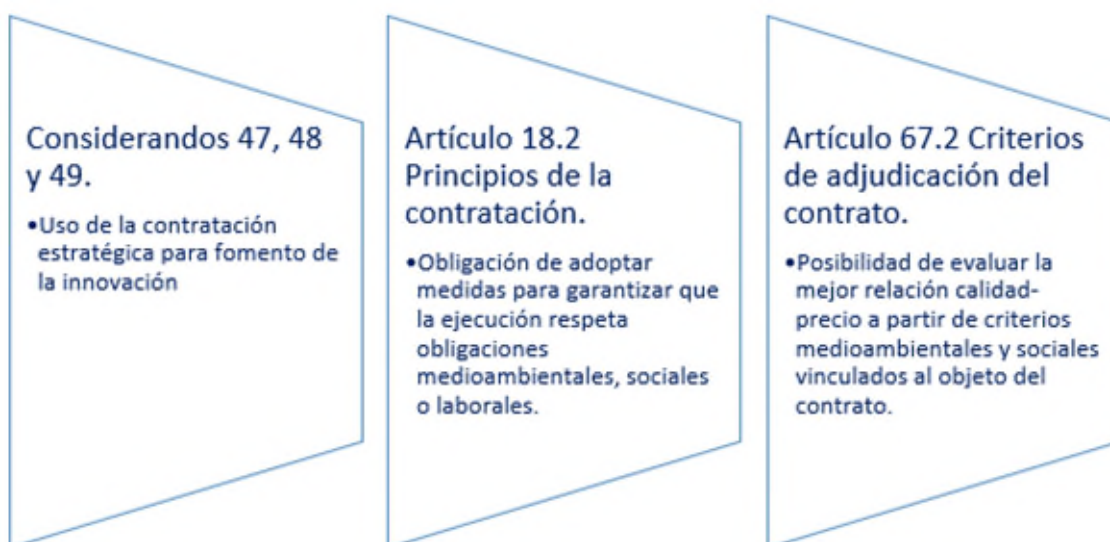 Considerandos 47, 48
y 49.
•Uso de la contratación
estratégica para fomento de
la innovación
Artículo 18.2
Principios de la
contratación.
•Obligación de adoptar
medidas para garantizar que
la ejecución respeta
obligaciones
medioambientales, sociales
o laborales.
Artículo 67.2 Criterios
de adjudicación del
contrato.
•Posibilidad de evaluar la
mejor relación calidad-
precio a partir de criterios
medioambientales y sociales
vinculados al objeto del
contrato.